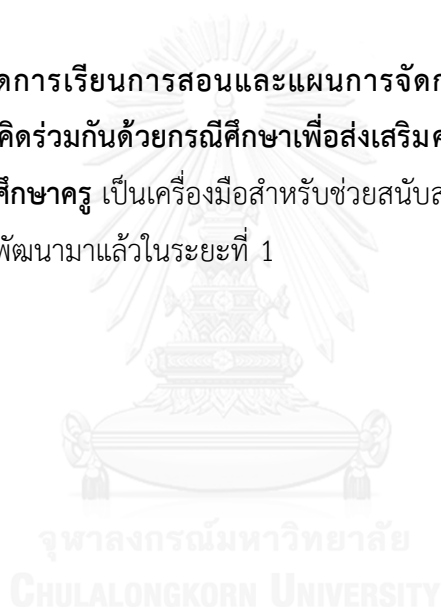 ดการเรียนการสอนและแผนการจัดก
คิดร่วมกันด้วยกรณีศึกษาเพื่อส่งเสริมค
ศึกษาครู เป็นเครื่องมือสำหรับช่วยสนับส
พัฒนามาแล้วในระยะที่ 1
จุฬาลงกรณ์มหาวิทยาลัย
CHULALONGKORN UNIVERSITY